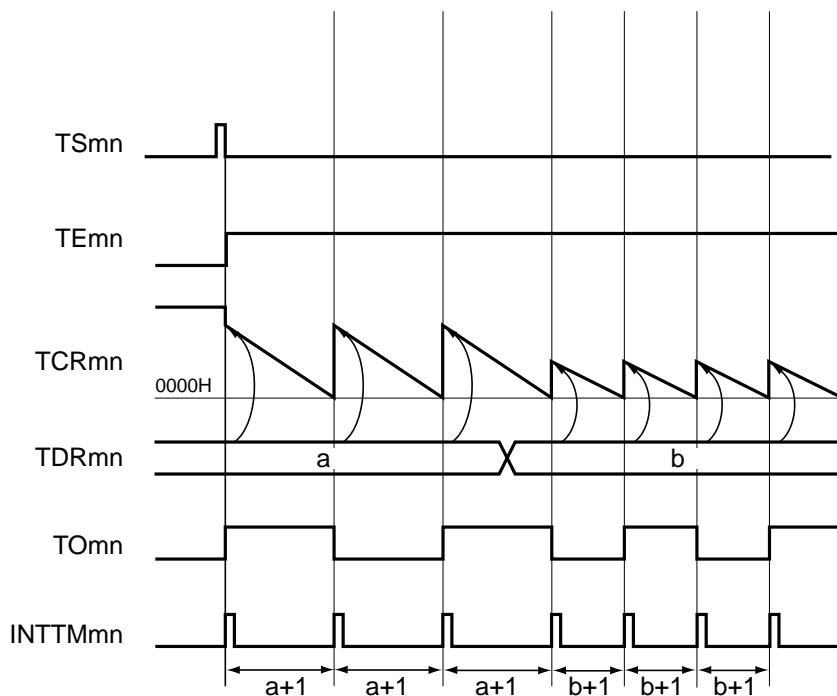 TSmn
TEmn
TCRmn
0000H
TDRmn
a
b
TOmn
INTTMmn
a+1
a+1
a+1
b+1
b+1
b+1